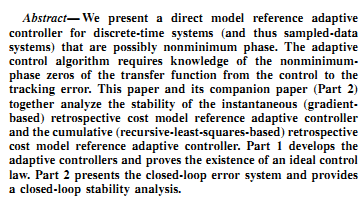 Abstract—We present a direct model reference adaptive
controller for discrete-time systems (and thus sampled-data
systems) that are possibly nonminimum phase. The adaptive
control algorithm requires knowledge of the nonminimum-
phase zeros of the transfer function from the control to the
tracking error. This paper and its companion paper (Part 2)
together analyze the stability of the instantaneous (gradient-
based) retrospective cost model reference adaptive controller
and the cumulative (recursive-least-squares-based) retrospective
cost model reference adaptive controller. Part 1 develops the
adaptive controllers and proves the existence of an ideal control
law. Part 2 presents the closed-loop error system and provides
a closed-loop stability analysis.